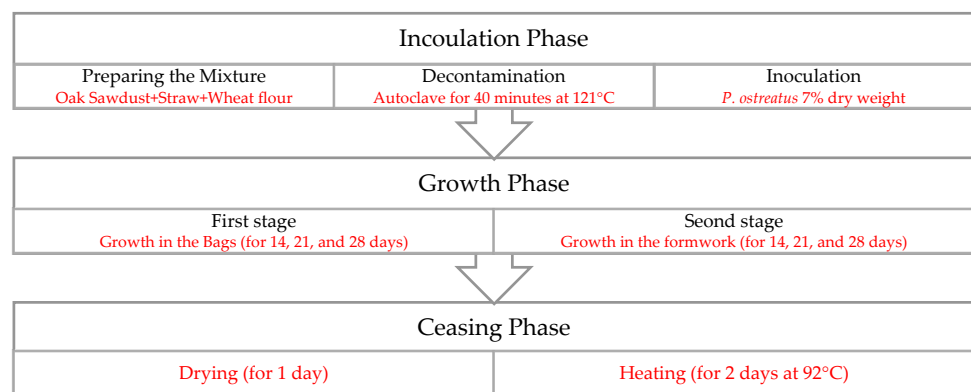 Incoulation Phase
Preparing the Mixture
Oak Sawdust+Straw+Wheat flour
Decontamination
Autoclave for 40 minutes at 121°C
Inoculation
P. ostreatus 7% dry weight
Growth Phase
First stage
Growth in the Bags (for 14, 21, and 28 days)
Seond stage
Growth in the formwork (for 14, 21, and 28 days)
Ceasing Phase
Drying (for 1 day)
Heating (for 2 days at 92°C)